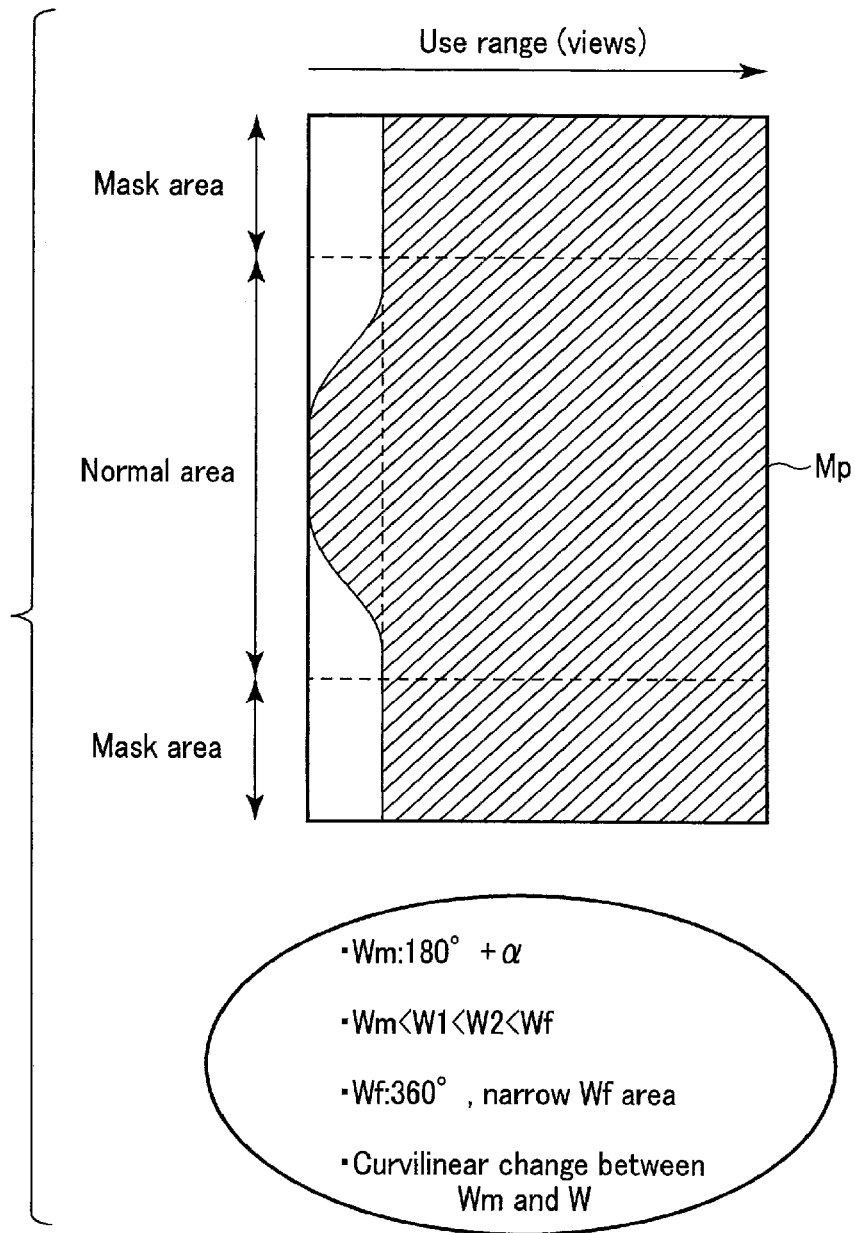 Use range (views)
Mask area
Normal area
Mp
Mask area
・Wm:180° +α
・Wm<W1<W2<Wf
・Wf:360° , narrow Wf area
・Curvilinear change between
Wm and W